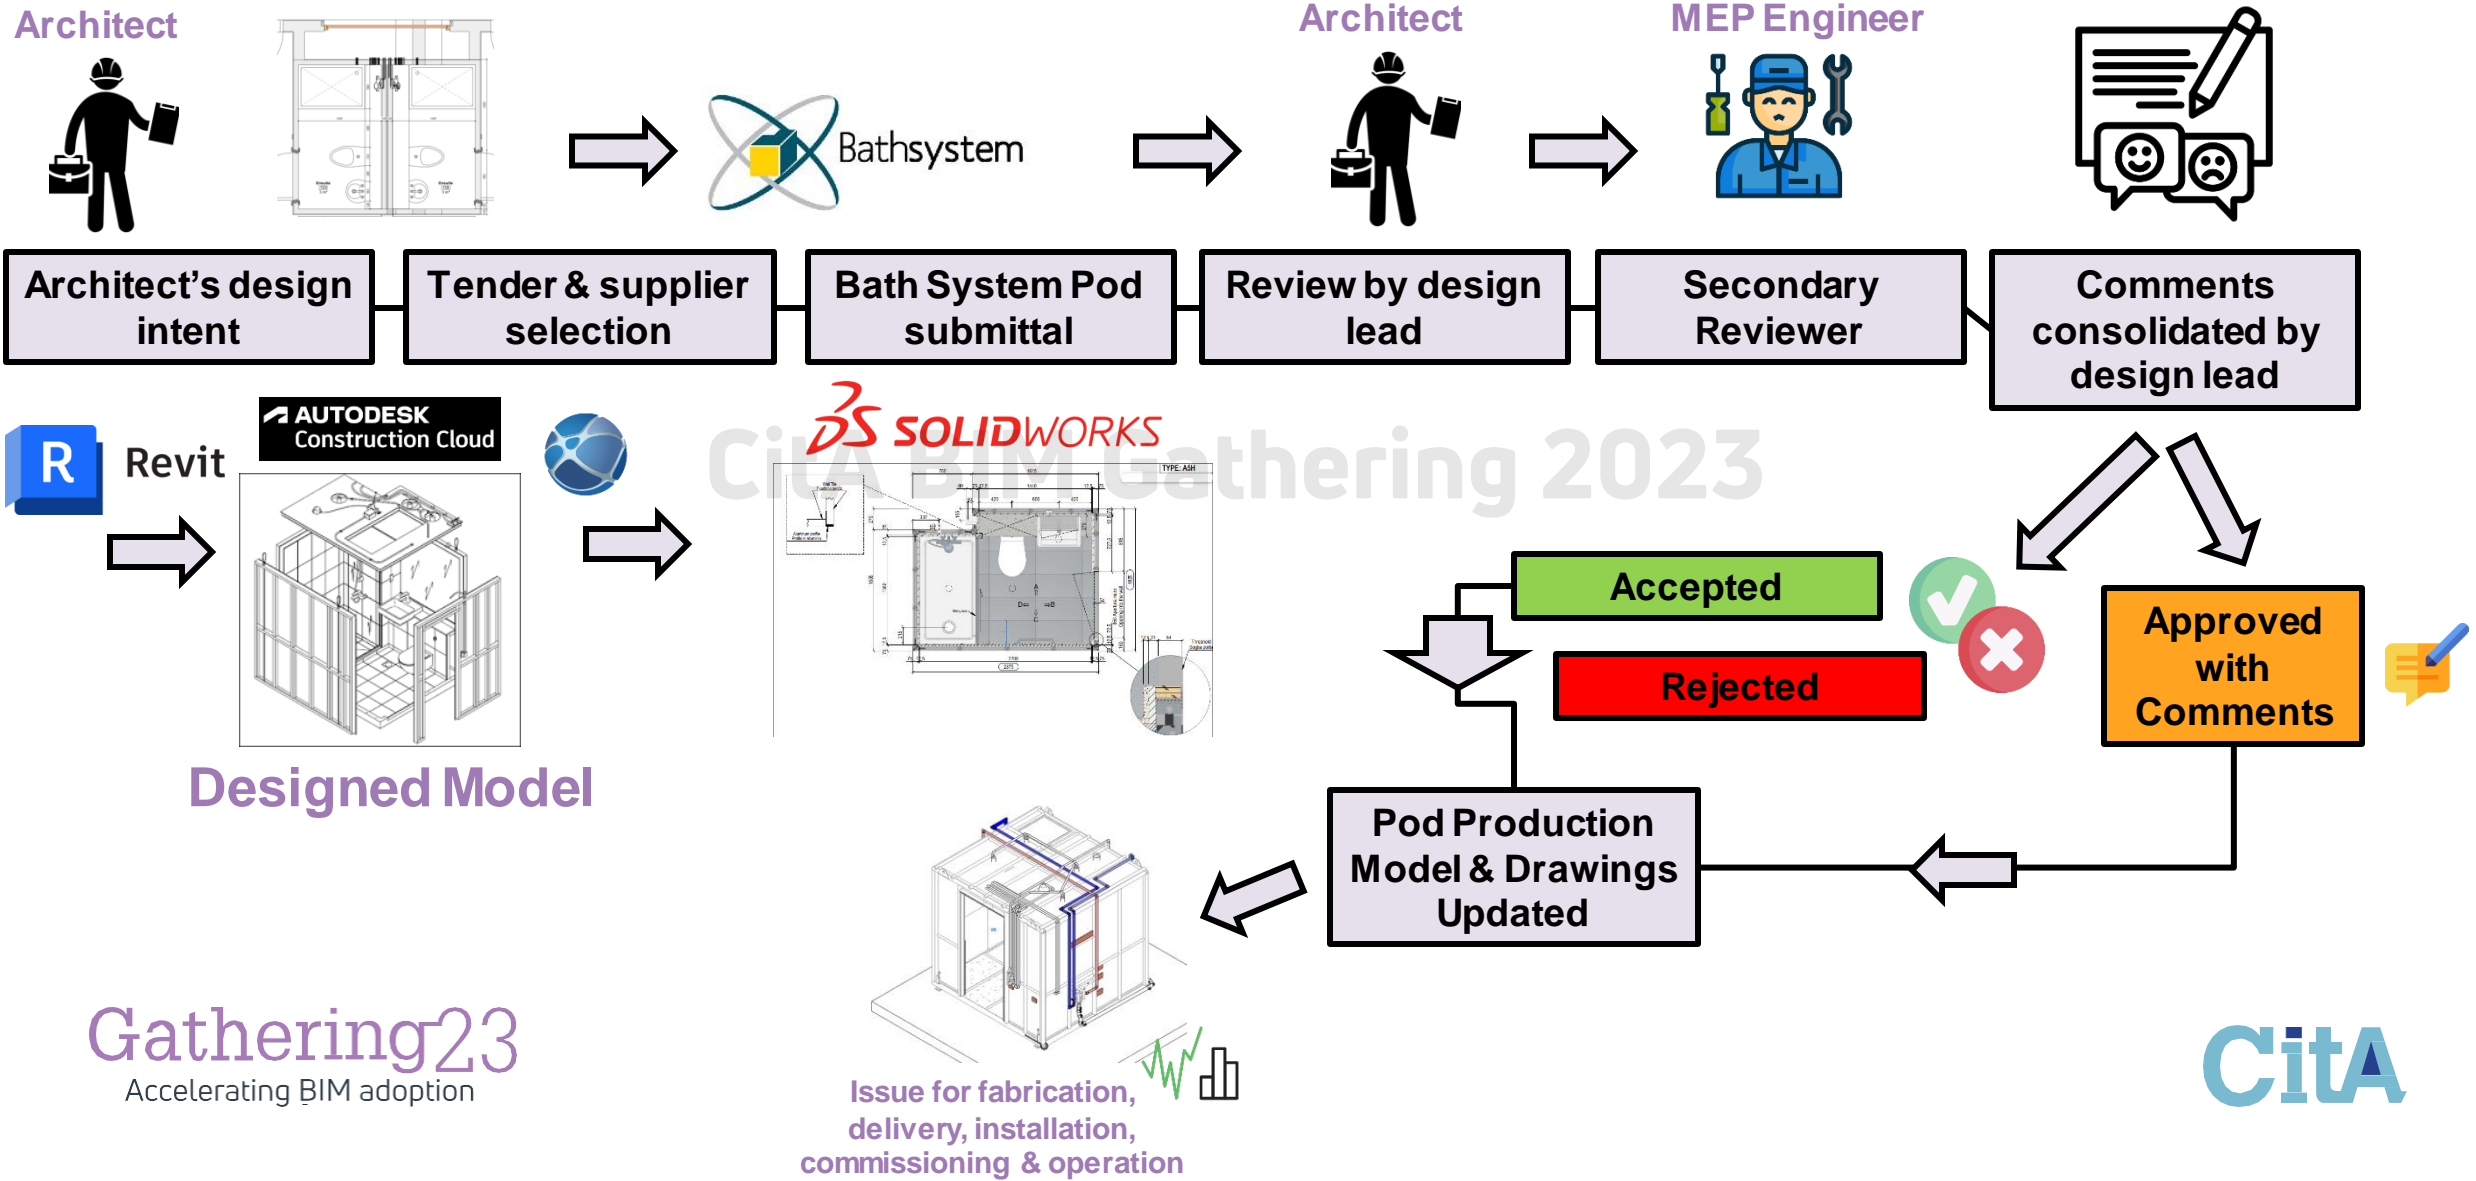 Architect
Architect
MEP Engineer
Bathsystem
Architect's design
intent
Tender & supplier
selection
Bath System Pod
submittal
Review by design
lead
Secondary
Reviewer
Comments
consolidated by
design lead
R Revit
AUTODESK
Construction Cloud
SOLIDWORKS
CitA BIM Gathering 2023
TYPE: A5H
Accepted
Rejected
Approved
with
Comments
Designed Model
Pod Production
Model & Drawings
Updated
Issue for fabrication,
delivery, installation,
commissioning & operation
Gathering23
Accelerating BIM adoption
CitA